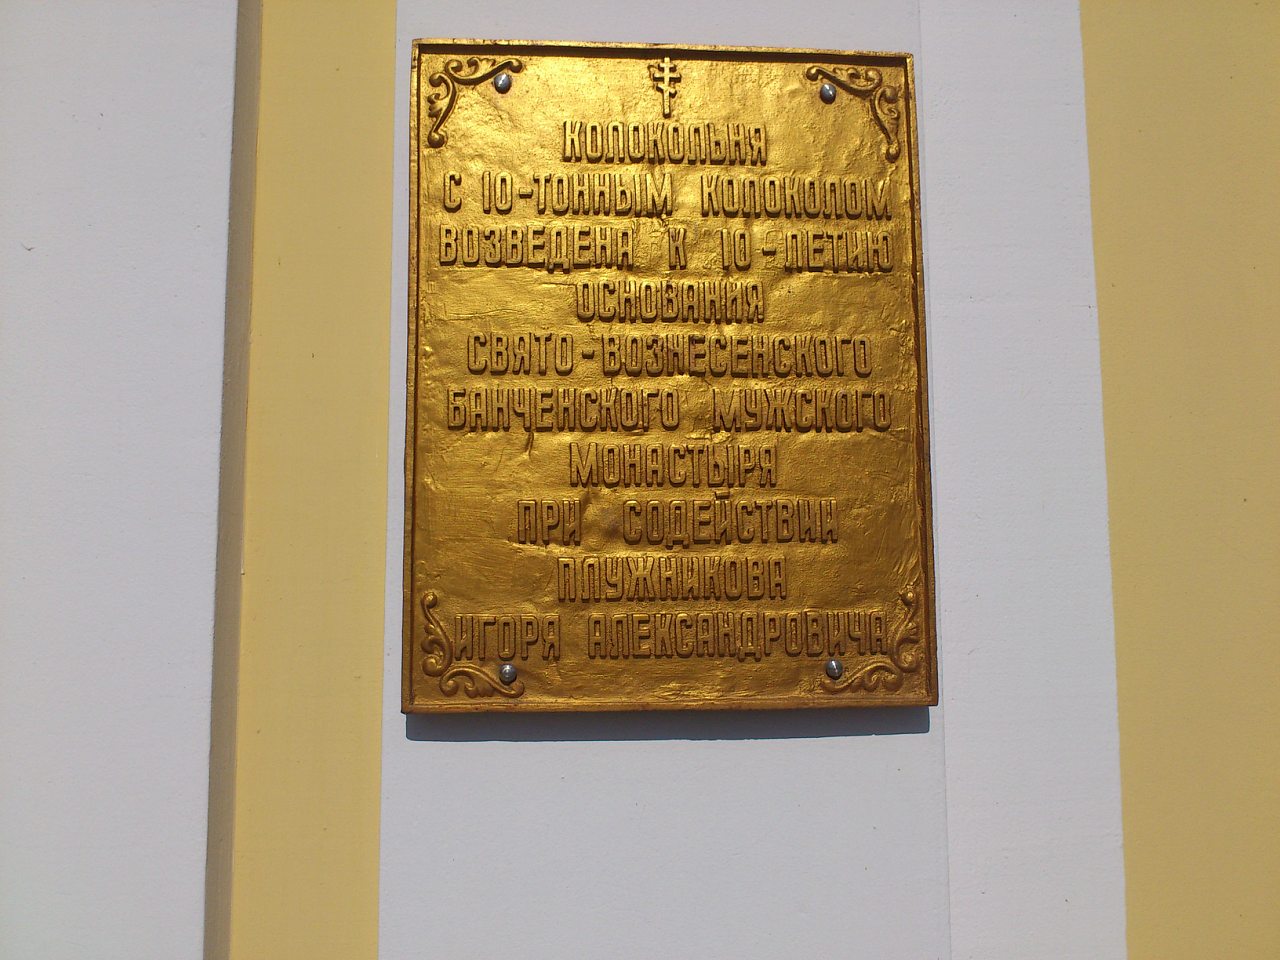 КОЛОКОЛЬНЯ
С 10-ТОННЫМ КОЛОКОЛОМ
ВОЗВЕДЕНА К 10-ЛЕТИЮ
ОСНОВАНИЯ
СВЯТО-ВОЗНЕСЕНСКОГО
БАНЧЕНСКОГО МУЖСКОГО
МОНАСТЫРЯ
ПРИ СОДЕЙСТВИИ
ПЛУЖНИКОВА
ИГОРЯ АЛЕКСАНДРОВИЧА